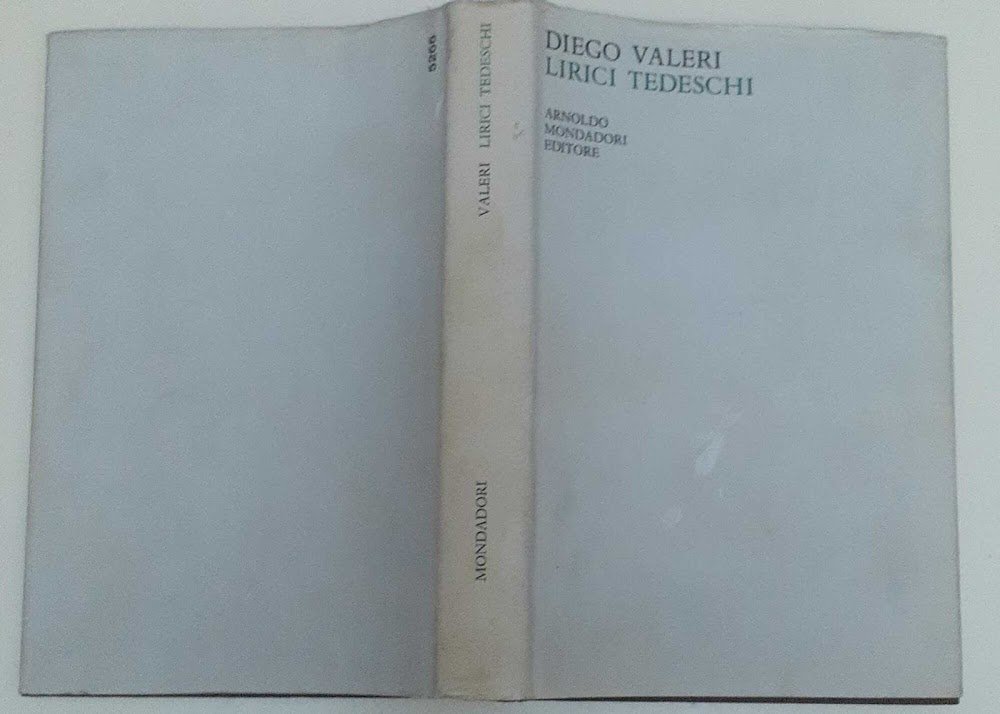 DIEGO VALERI
LIRICI TEDESCHI
ARNOLDO
MONDADORI
EDITORE
VALERI LIRICI TEDESCHI
MONDADORI
5266